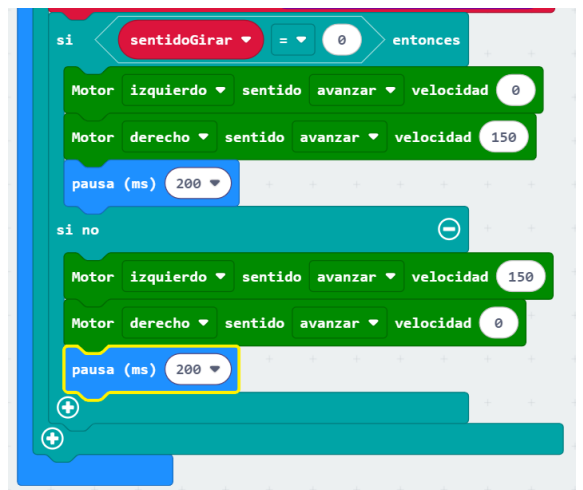 si sentidoGirar = 0 entonces
Motor izquierdo sentido avanzar velocidad 0
Motor derecho sentido avanzar velocidad 150
pausa (ms) 200
si no
Motor izquierdo sentido avanzar velocidad 150
Motor derecho sentido avanzar velocidad 0
pausa (ms) 200